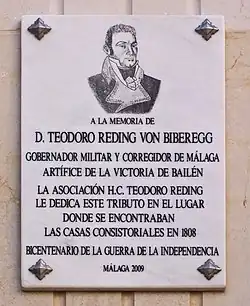 A LA MEMORIA DE
D. TEODORO REDING VON BIBEREGG
GOBERNADOR MILITAR Y CORREGIDOR DE MÁLAGA
ARTÍFICE DE LA VICTORIA DE BAILÉN
LA ASOCIACIÓN H.C. TEODORO REDING
LE DEDICA ESTE TRIBUTO EN EL LUGAR
DONDE SE ENCONTRABAN
LAS CASAS CONSISTORIALES EN 1808
BICENTENARIO DE LA GUERRA DE LA INDEPENDENCIA
MÁLAGA 2009